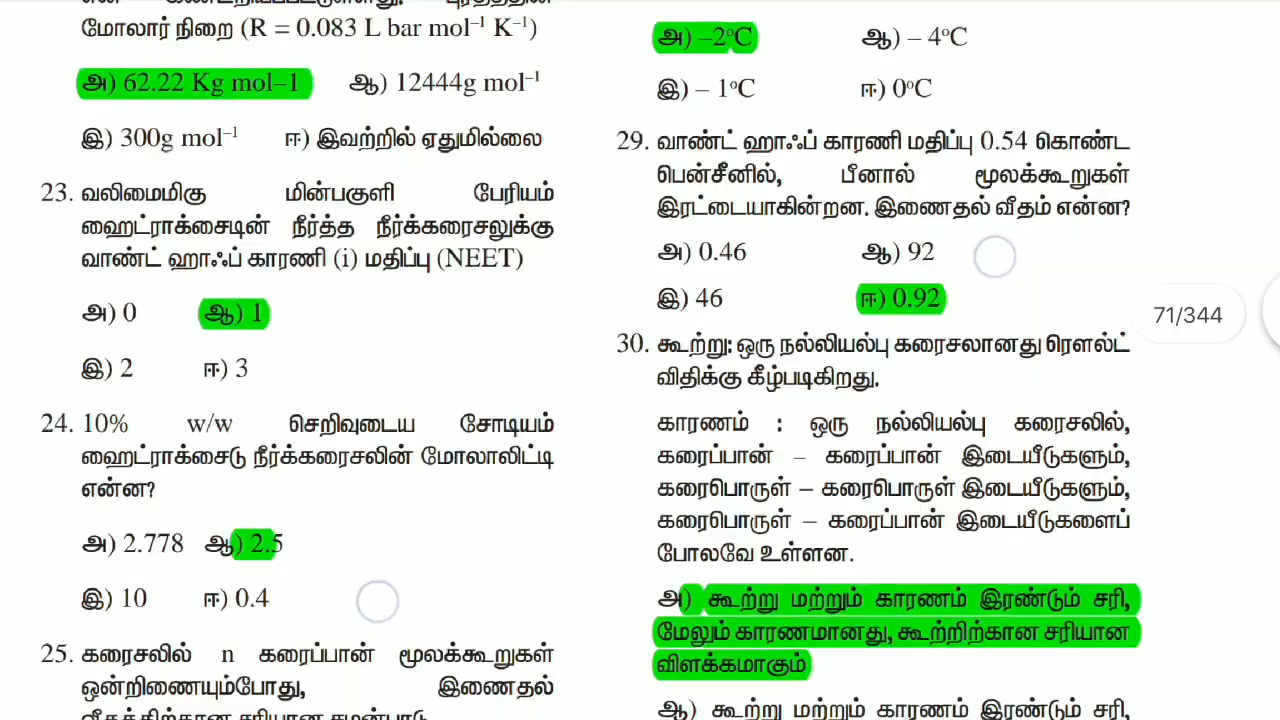 மோலார் நிறை (R = 0.083 L bar mol⁻¹ K⁻¹)
அ) 62.22 Kg mol–1 ஆ) 12444g mol⁻¹
இ) 300g mol⁻¹ ஈ) இவற்றில் ஏதுமில்லை
23. வலிமைமிகு மின்பகுளி பேரியம்
ஹைட்ராக்சைடின் நீர்த்த நீர்க்கரைசலுக்கு
வாண்ட் ஹாஃப் காரணி (i) மதிப்பு (NEET)
அ) 0 ஆ) 1
இ) 2 ஈ) 3
24. 10% w/w செறிவுடைய சோடியம்
ஹைட்ராக்சைடு நீர்க்கரைசலின் மோலாலிட்டி
என்ன?
அ) 2.778 ஆ) 2.5
இ) 10 ஈ) 0.4
25. கரைசலில் n கரைப்பான் மூலக்கூறுகள்
ஒன்றிணையும்போது, இணைதல்
அ) –2°C ஆ) – 4°C
இ) – 1°C ஈ) 0°C
29. வாண்ட் ஹாஃப் காரணி மதிப்பு 0.54 கொண்ட
பென்சீனில், பீனால் மூலக்கூறுகள்
இரட்டையாகின்றன. இணைதல் வீதம் என்ன?
அ) 0.46 ஆ) 92
இ) 46 ஈ) 0.92
30. கூற்று: ஒரு நல்லியல்பு கரைசலானது ரௌல்ட்
விதிக்கு கீழ்படிகிறது.
காரணம் : ஒரு நல்லியல்பு கரைசலில்,
கரைப்பான் – கரைப்பான் இடையீடுகளும்,
கரைபொருள் – கரைபொருள் இடையீடுகளும்,
கரைபொருள் – கரைப்பான் இடையீடுகளைப்
போலவே உள்ளன.
அ) கூற்று மற்றும் காரணம் இரண்டும் சரி,
மேலும் காரணமானது, கூற்றிற்கான சரியான
விளக்கமாகும்
ஆ) கூற்று மற்றும் காரணம் இரண்டும் சரி,
71/344